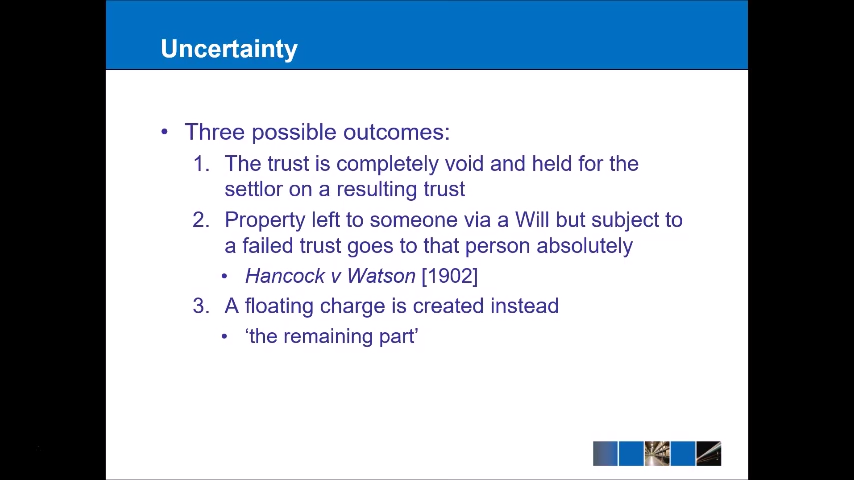 Uncertainty
• Three possible outcomes:
1. The trust is completely void and held for the
settlor on a resulting trust
2. Property left to someone via a Will but subject to
a failed trust goes to that person absolutely
• Hancock v Watson [1902]
3. A floating charge is created instead
• ‘the remaining part’